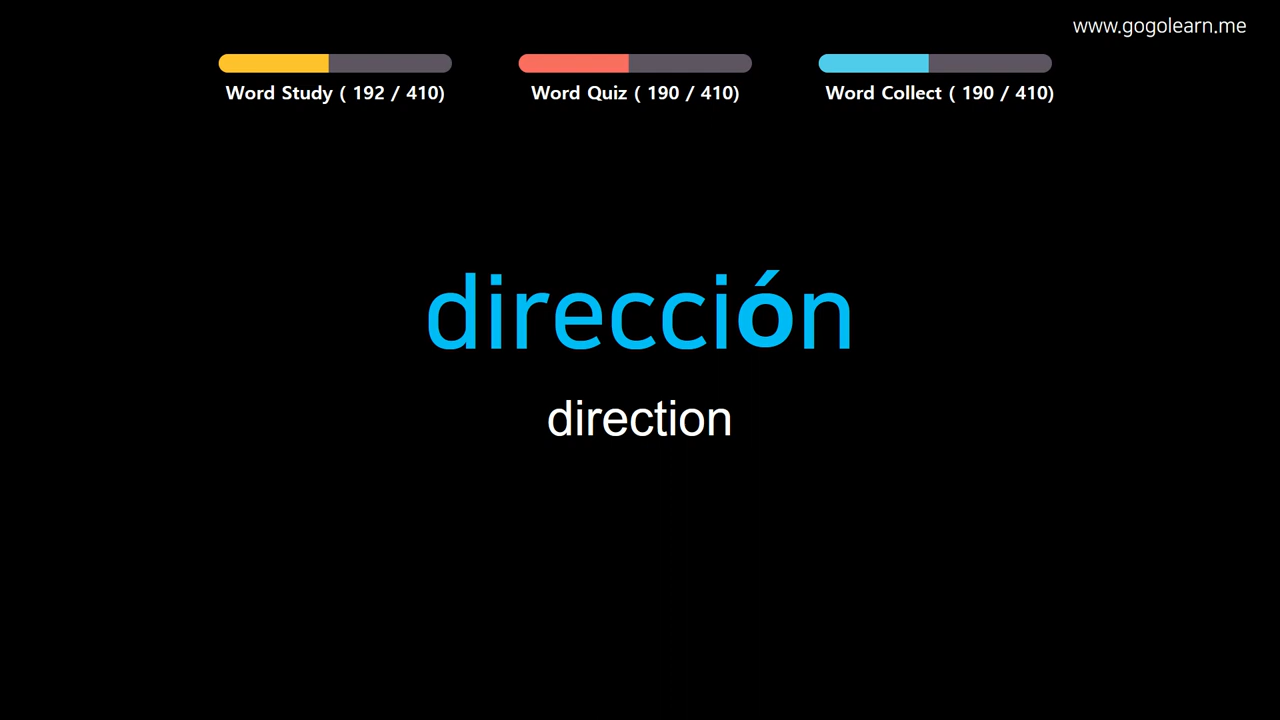 www.gogolearn.me
Word Study ( 192 / 410)
Word Quiz ( 190 / 410)
Word Collect ( 190 / 410)
dirección
direction